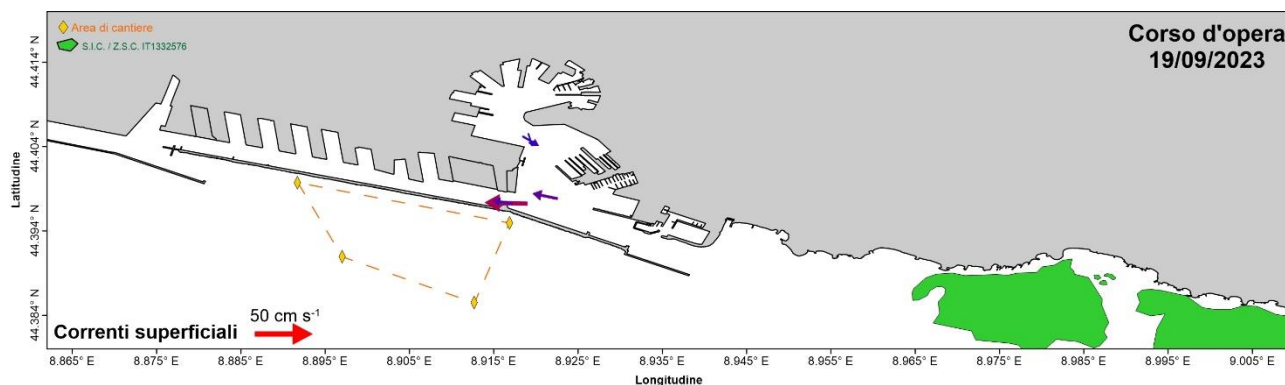 Area di cantiere
S.I.C. / Z.S.C. IT1332576
Corso d'opera
19/09/2023
Latitudine
44.414° N
44.404° N
44.394° N
44.384° N
50 cm s⁻¹
Correnti superficiali
8.865° E 8.875° E 8.885° E 8.895° E 8.905° E 8.915° E 8.925° E 8.935° E 8.945° E 8.955° E 8.965° E 8.975° E 8.985° E 8.995° E 9.005° E
Longitudine